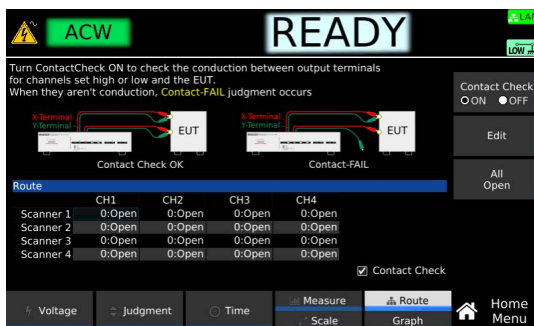 ACW
READY
LAN
LOW
Turn ContactCheck ON to check the conduction between output terminals
for channels set high or low and the EUT.
When they aren't conduction, Contact-FAIL judgment occurs
Contact Check
ON OFF
X-Terminal
Y-Terminal
EUT
X-Terminal
Y-Terminal
EUT
Contact Check OK
Contact-FAIL
Edit
All
Open
Route
CH1 CH2 CH3 CH4
Scanner 1 0:Open 0:Open 0:Open 0:Open
Scanner 2 0:Open 0:Open 0:Open 0:Open
Scanner 3 0:Open 0:Open 0:Open 0:Open
Scanner 4 0:Open 0:Open 0:Open 0:Open
Contact Check
Voltage
Judgment
Time
Measure
Scale
Route
Graph
Home
Menu